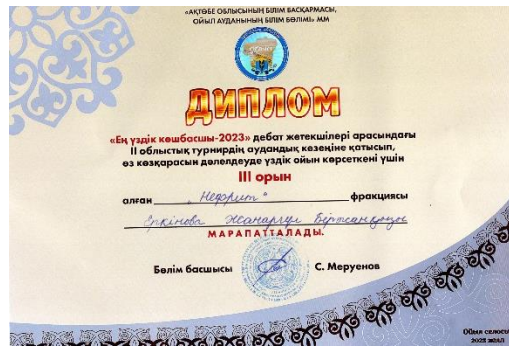 «АҚТӨБЕ ОБЛЫСЫНЫҢ БІЛІМ БАСҚАРМАСЫ,
ОЙЫЛ АУДАНЫНЫҢ БІЛІМ БӨЛІМІ» ММ
ДИПЛОМ
«Ең үздік көшбасшы-2023» дебат жетекшілері арасындағы
ІІ облыстық турнирдің аудандық кезеңіне қатысып,
өз көзқарасын дәлелдеуде үздік ойын көрсеткені үшін
ІІІ орын
алған „ Нефрит " фракциясы
Еркінова Жанаргүл Біржанқызы
МАРАПАТТАЛАДЫ.
Бөлім басшысы С. Меруенов
Ойыл селосы
2023 жыл